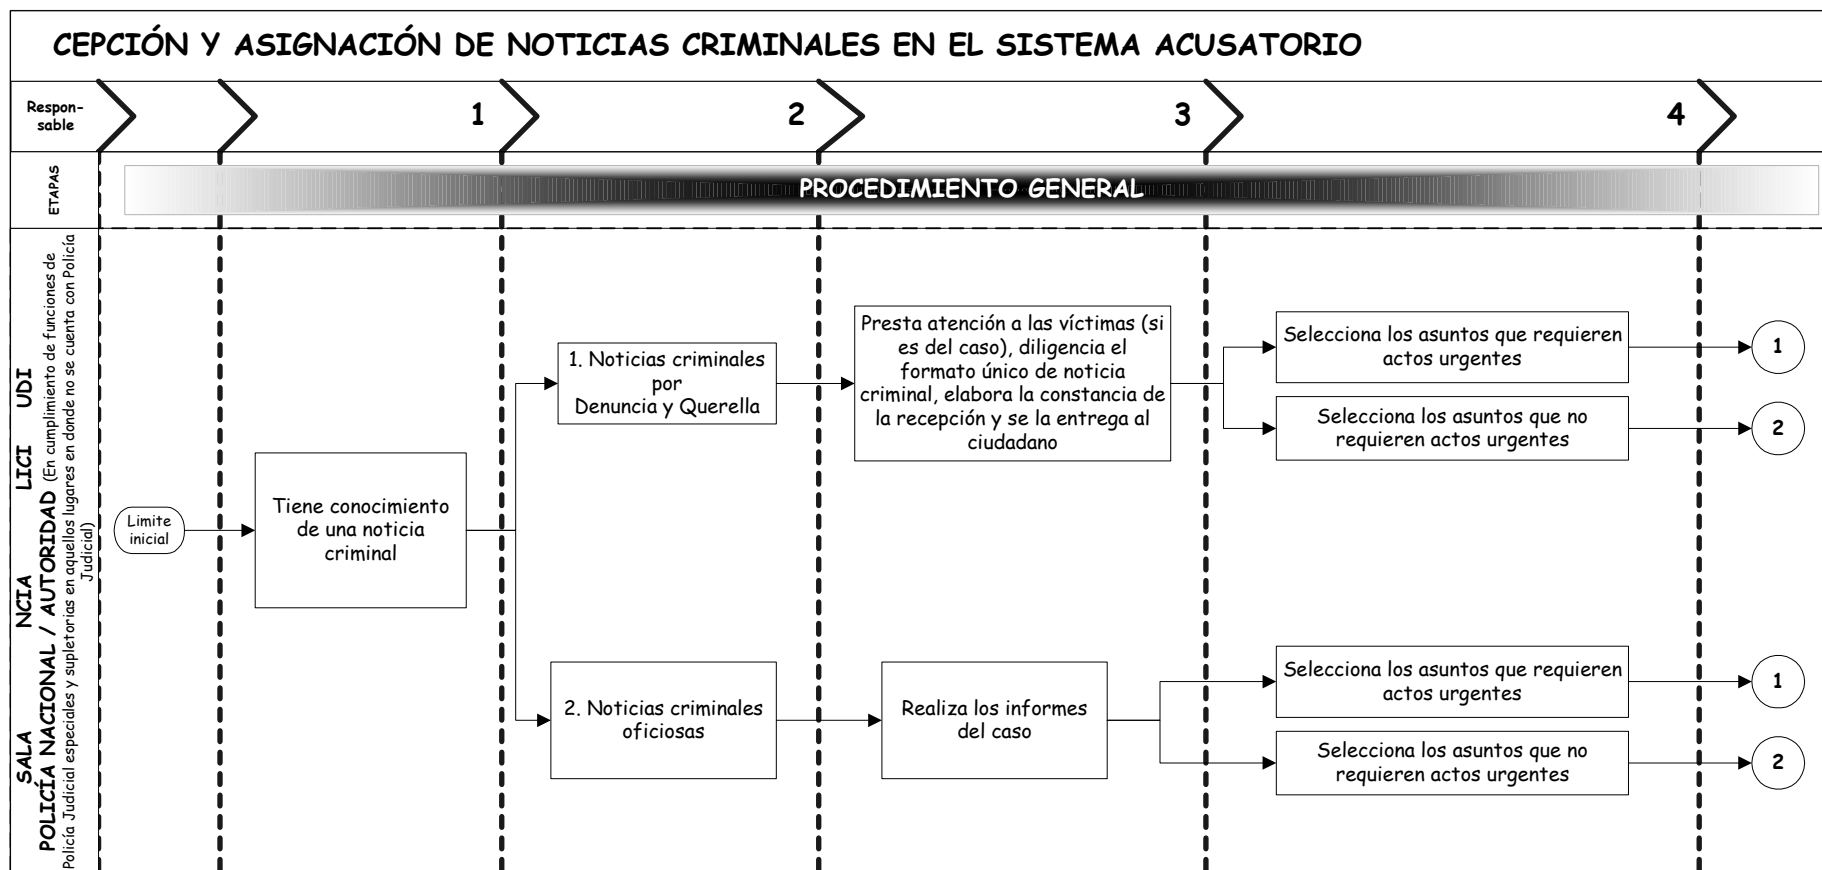 CEPCIÓN Y ASIGNACIÓN DE NOTICIAS CRIMINALES EN EL SISTEMA ACUSATORIO
Respon-
sable
1
2
3
4
ETAPAS
PROCEDIMIENTO GENERAL
SALA NCIA LICI UDI
POLICÍA NACIONAL / AUTORIDAD (En cumplimiento de funciones de
Policía Judicial especiales y supletorias en aquellos lugares en donde no se cuenta con Policía
Judicial)
Limite
inicial
Tiene conocimiento
de una noticia
criminal
1. Noticias criminales
por
Denuncia y Querella
Presta atención a las víctimas (si
es del caso), diligencia el
formato único de noticia
criminal, elabora la constancia de
la recepción y se la entrega al
ciudadano
Selecciona los asuntos que requieren
actos urgentes
1
Selecciona los asuntos que no
requieren actos urgentes
2
2. Noticias criminales
oficiosas
Realiza los informes
del caso
Selecciona los asuntos que requieren
actos urgentes
1
Selecciona los asuntos que no
requieren actos urgentes
2